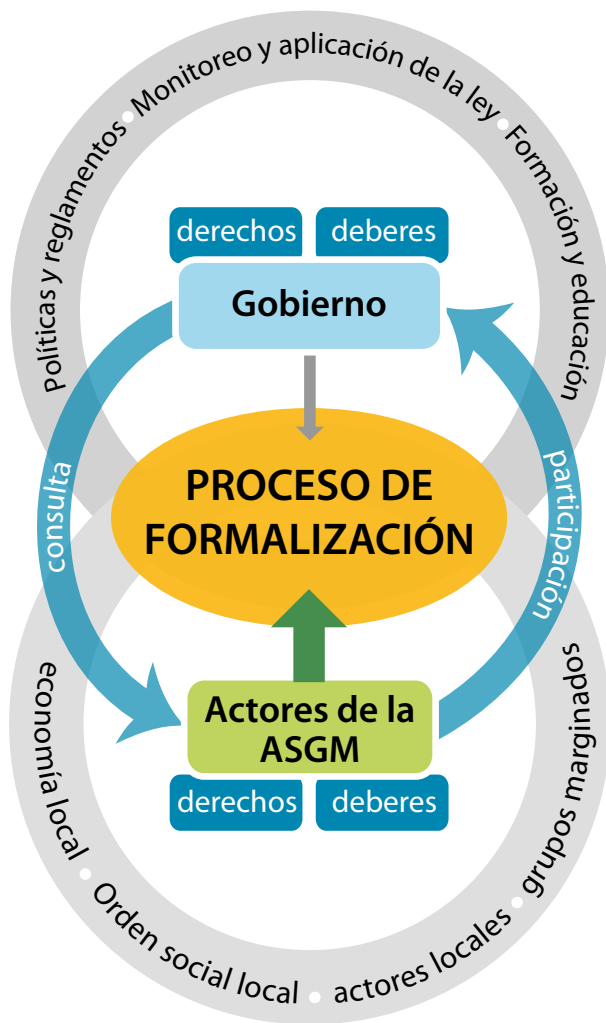 Políticas y reglamentos • Monitoreo y aplicación de la ley • Formación y educación
derechos
deberes
Gobierno
consulta
participación
PROCESO DE
FORMALIZACIÓN
Actores de la
ASGM
derechos
deberes
economía local • Orden social local • actores locales • grupos marginados